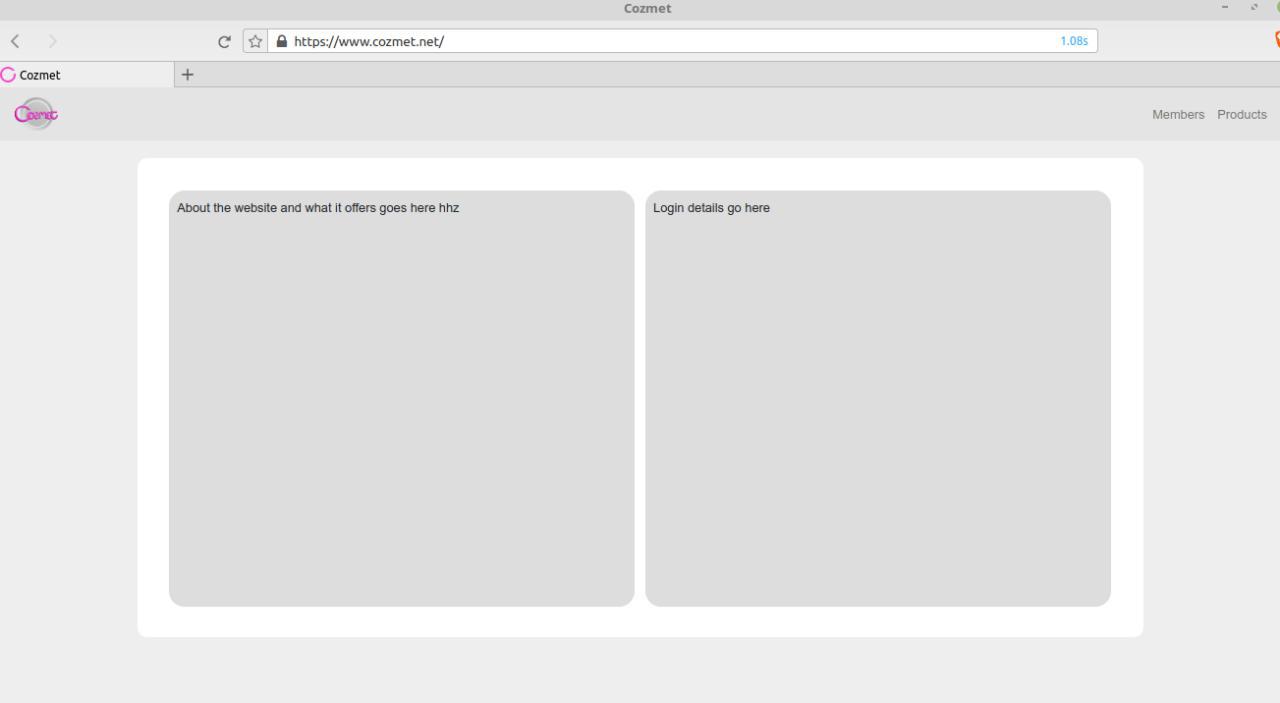 Cozmet
https://www.cozmet.net/
1.08s
Cozmet
Cozmet
Members Products
About the website and what it offers goes here hhz
Login details go here